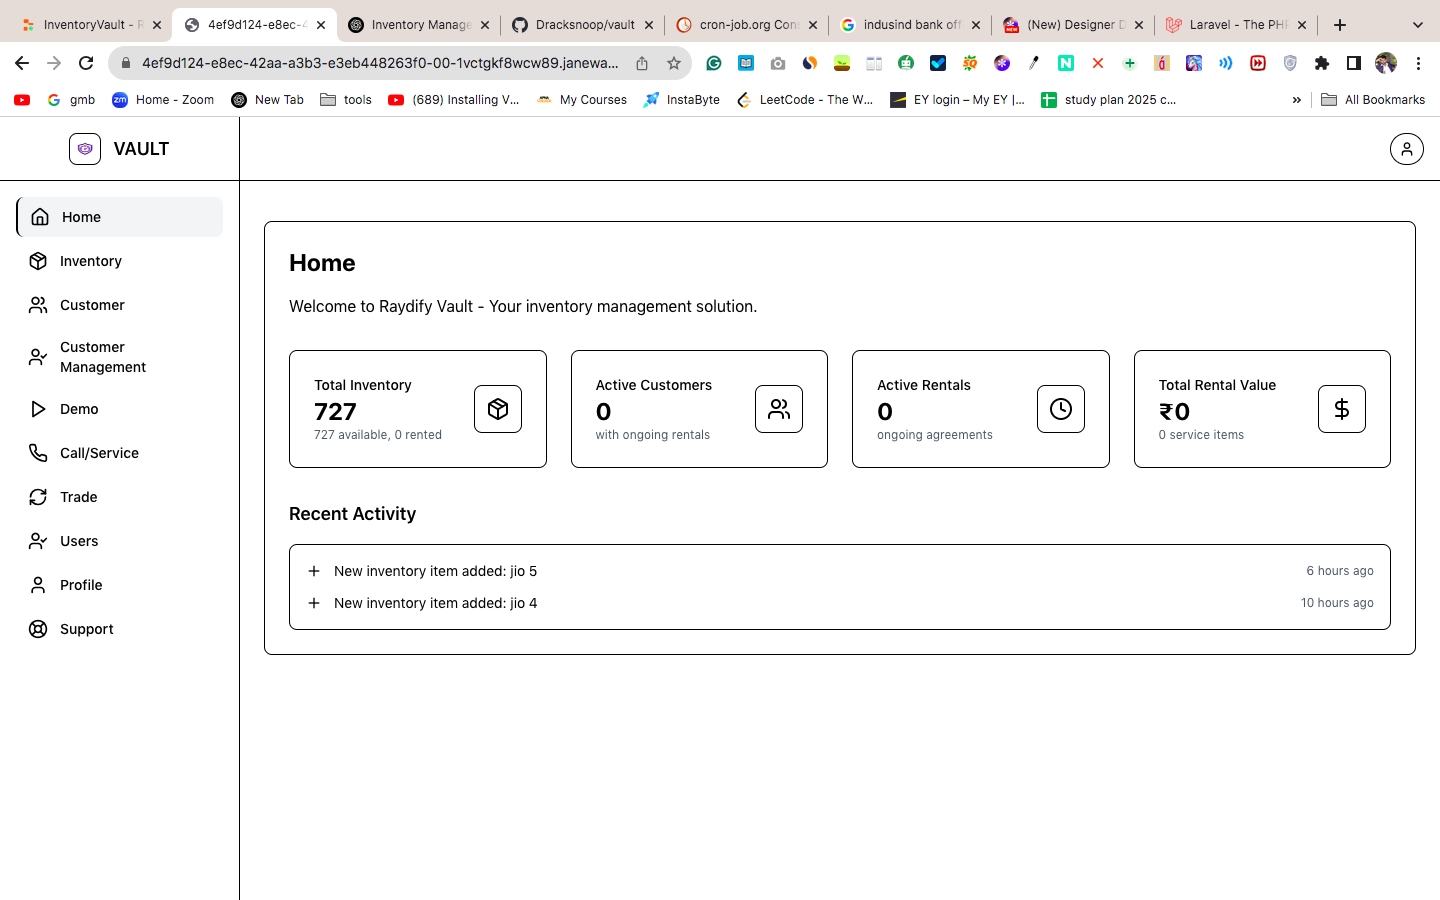 InventoryVault - R
4ef9d124-e8ec-4
Inventory Manage
Dracksnoop/vault
cron-job.org Con
indusind bank off
(New) Designer D
Laravel - The PHP
4ef9d124-e8ec-42aa-a3b3-e3eb448263f0-00-1vctgkf8wcw89.janewa...
gmb
Home - Zoom
New Tab
tools
(689) Installing V...
My Courses
InstaByte
LeetCode - The W...
EY login – My EY |...
study plan 2025 c...
»
All Bookmarks
VAULT
Home
Inventory
Customer
Customer
Management
Demo
Call/Service
Trade
Users
Profile
Support
Home
Welcome to Raydify Vault - Your inventory management solution.
Total Inventory
727
727 available, 0 rented
Active Customers
0
with ongoing rentals
Active Rentals
0
ongoing agreements
Total Rental Value
₹0
0 service items
Recent Activity
New inventory item added: jio 5
6 hours ago
New inventory item added: jio 4
10 hours ago